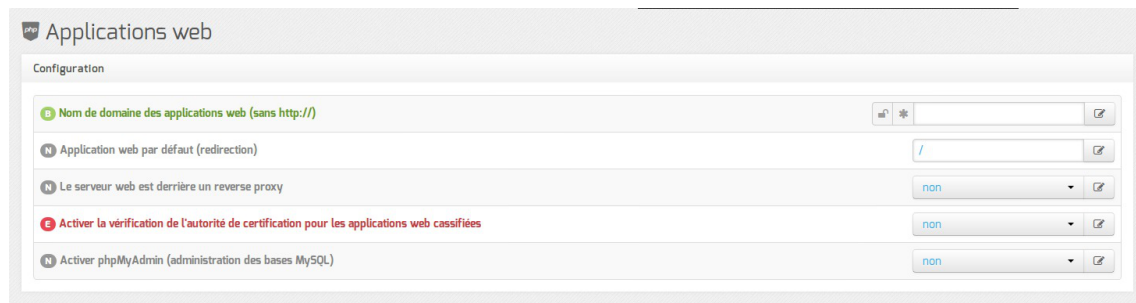 php Applications web
Configuration
B Nom de domaine des applications web (sans http://)
N Application web par défaut (redirection) /
N Le serveur web est derrière un reverse proxy non
E Activer la vérification de l'autorité de certification pour les applications web cassifiées non
N Activer phpMyAdmin (administration des bases MySQL) non